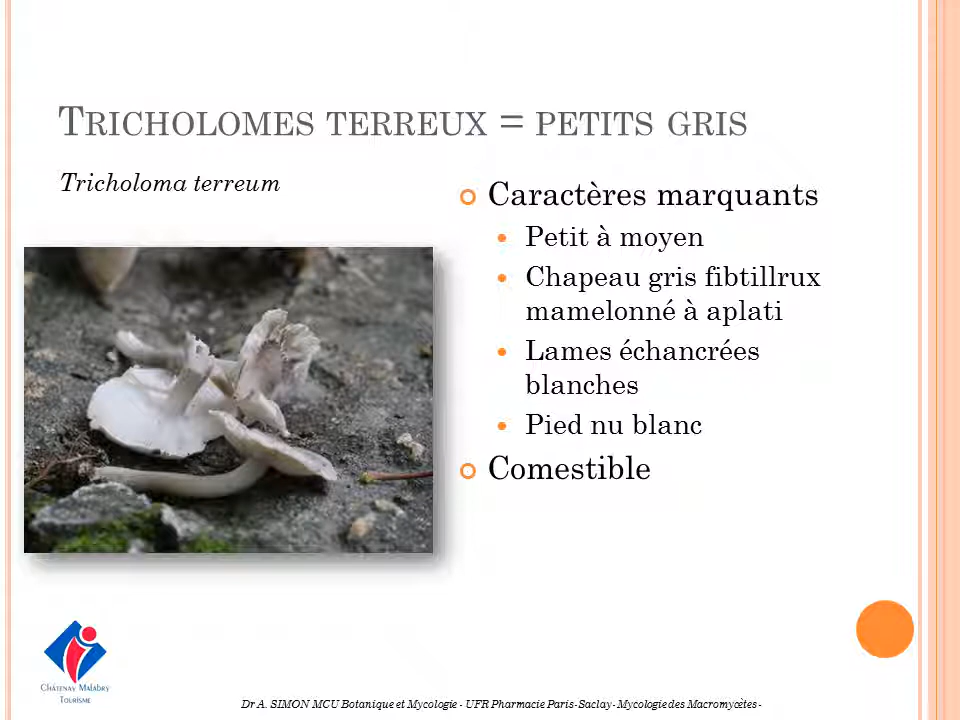 TRICHOLOMES TERREUX = PETITS GRIS
Tricholoma terreum
Caractères marquants
Petit à moyen
Chapeau gris fibtillrux
mamelonné à aplati
Lames échancrées
blanches
Pied nu blanc
Comestible
CHÂTENAY MALABRY
TOURISME
Dr A. SIMON MCU Botanique et Mycologie - UFR Pharmacie Paris-Saclay- Mycologie des Macromycètes -